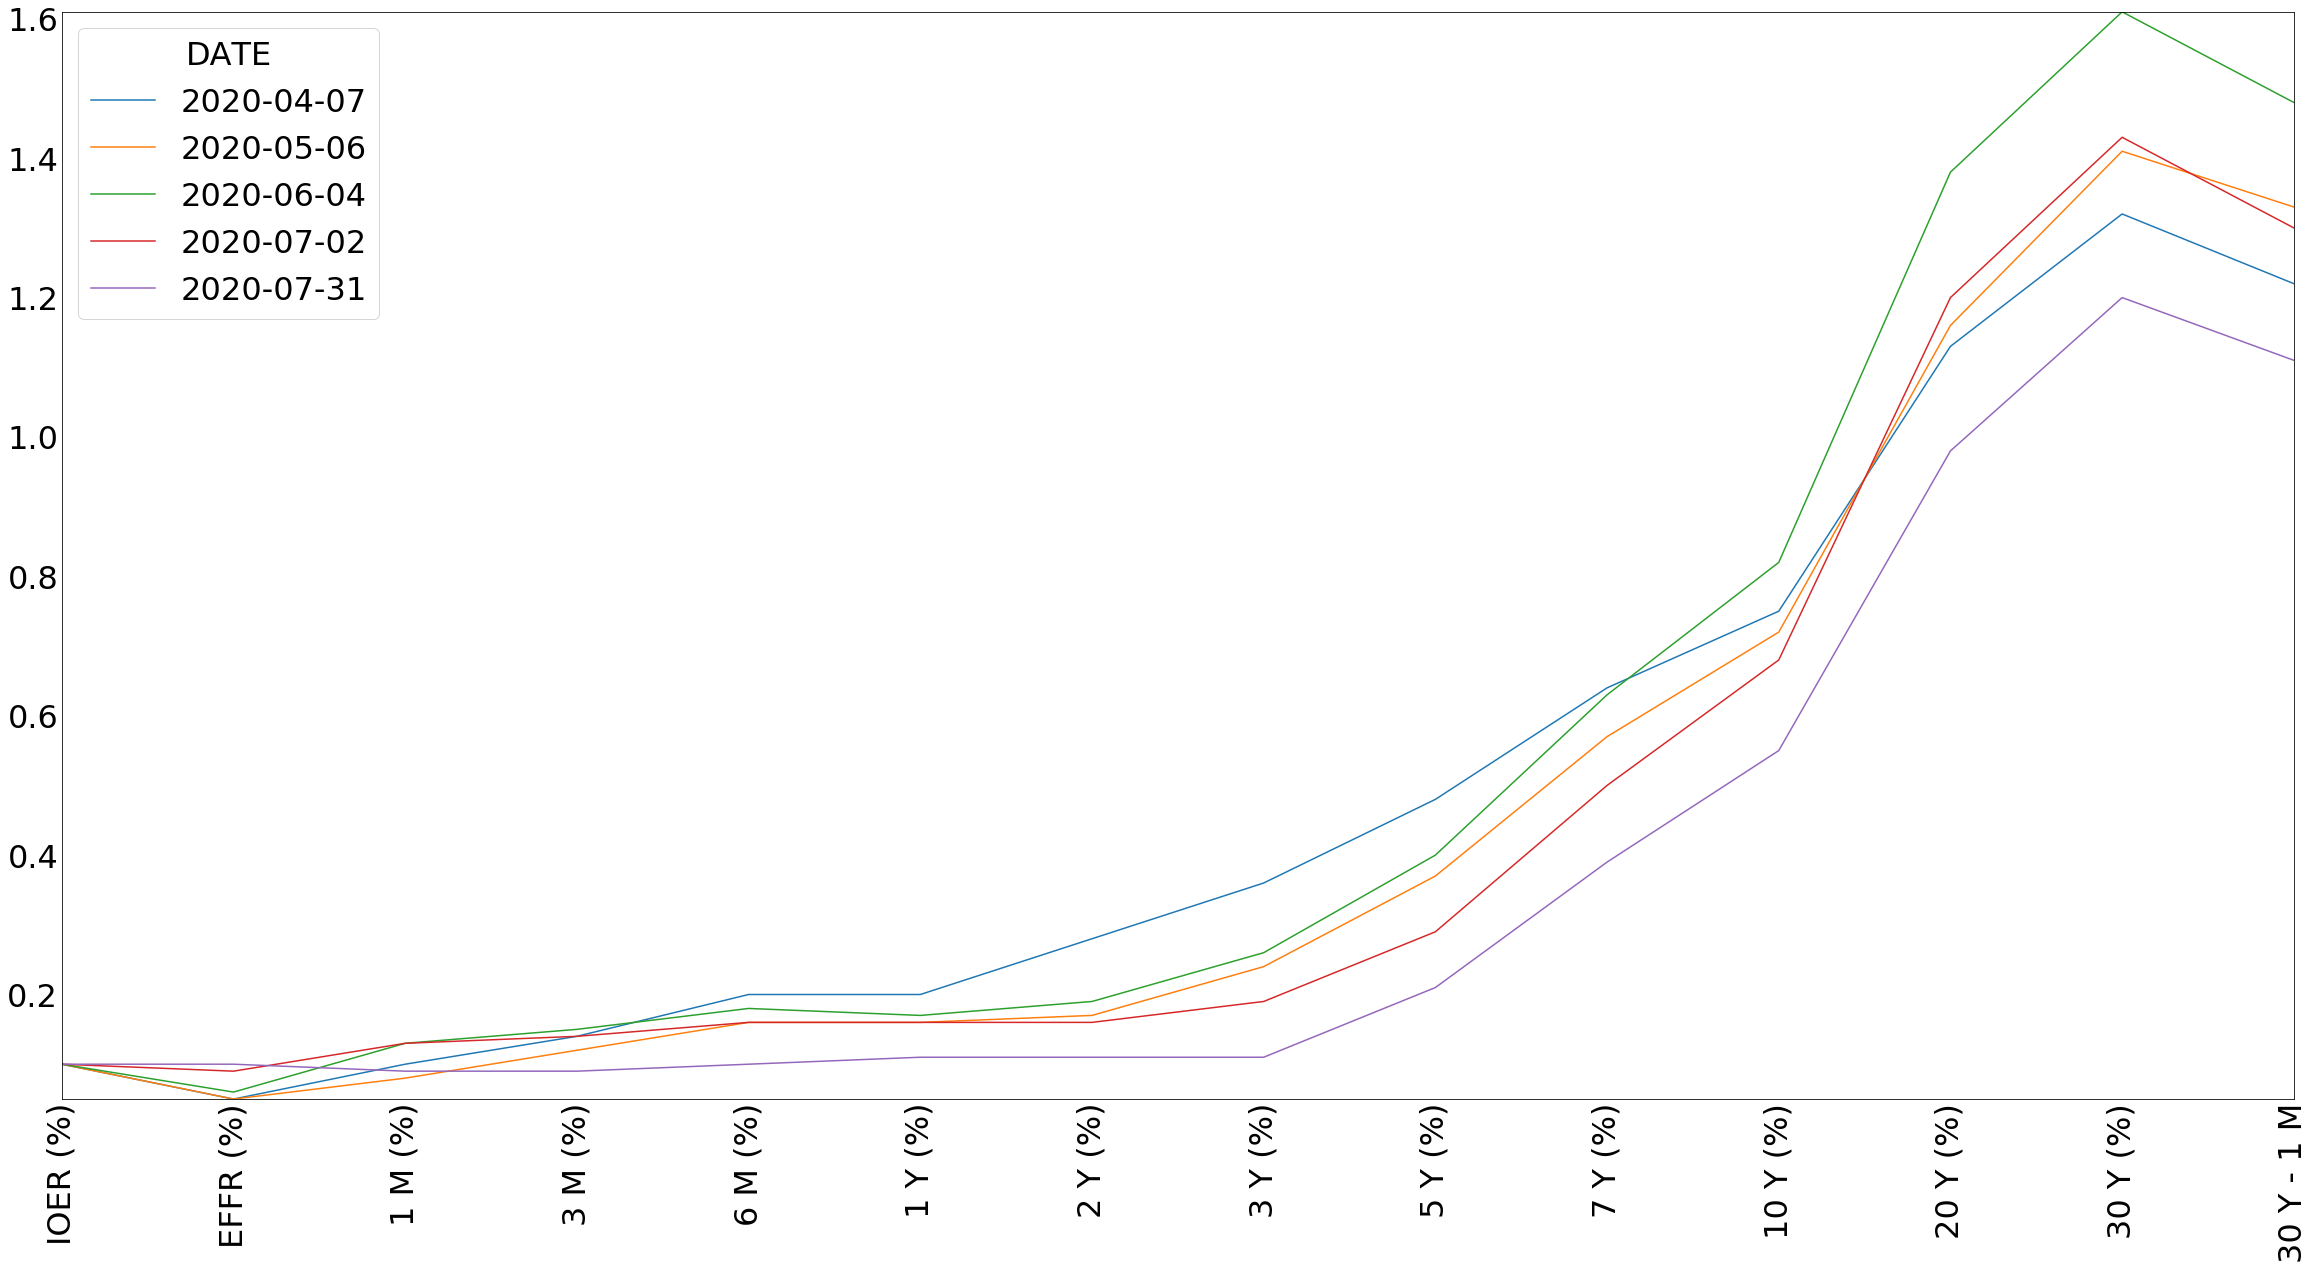 DATE
2020-04-07
2020-05-06
2020-06-04
2020-07-02
2020-07-31
1.6
1.4
1.2
1.0
0.8
0.6
0.4
0.2
IOER (%)
EFFR (%)
1 M (%)
3 M (%)
6 M (%)
1 Y (%)
2 Y (%)
3 Y (%)
5 Y (%)
7 Y (%)
10 Y (%)
20 Y (%)
30 Y (%)
30 Y - 1 M